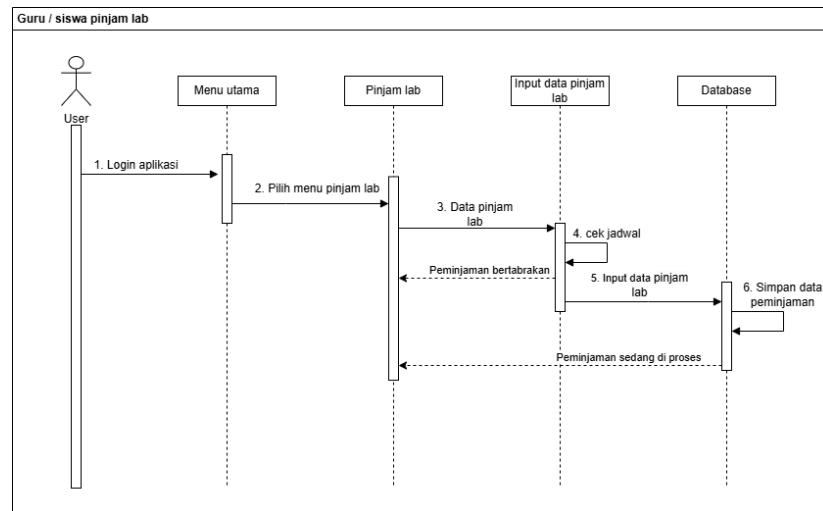 Guru / siswa pinjam lab
User
Menu utama
Pinjam lab
Input data pinjam
lab
Database
1. Login aplikasi
2. Pilih menu pinjam lab
3. Data pinjam
lab
4. cek jadwal
Peminjaman bertabrakan
5. Input data pinjam
lab
6. Simpan data
peminjaman
Peminjaman sedang di proses